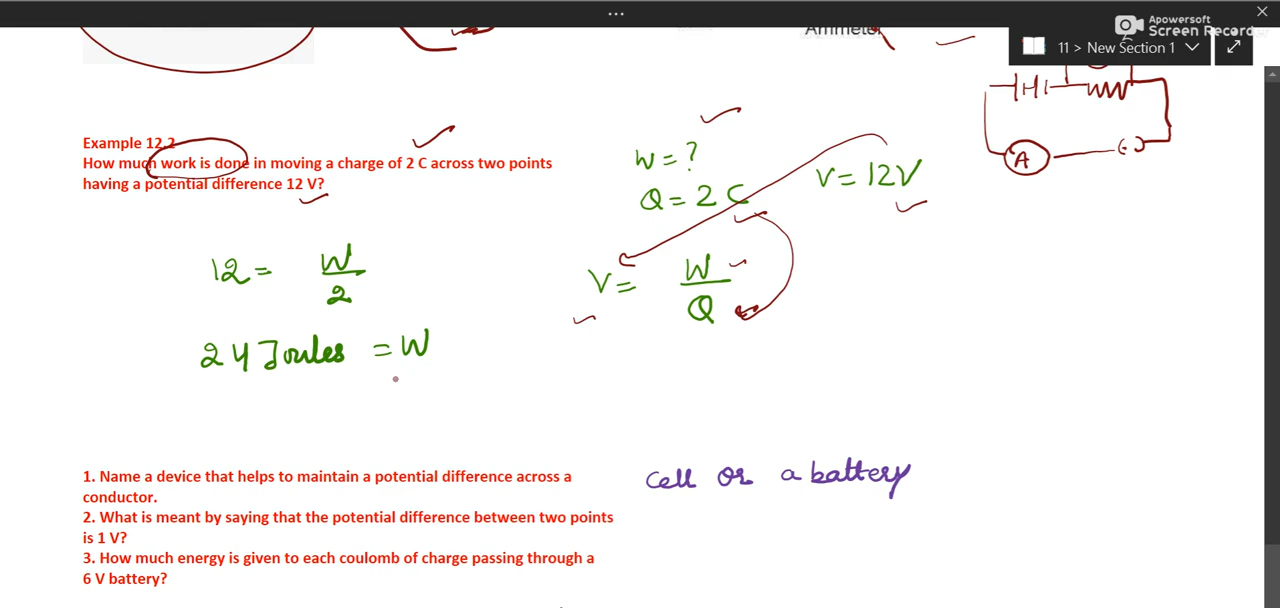 ...
Apowersoft
Screen Recorder
Ammeter
11 > New Section 1
A
Example 12.2
How much work is done in moving a charge of 2 C across two points
having a potential difference 12 V?
W = ?
Q = 2 C
V = 12V
12 = W/2
V = W/Q
24 Joules = W
1. Name a device that helps to maintain a potential difference across a
conductor.
cell or a battery
2. What is meant by saying that the potential difference between two points
is 1 V?
3. How much energy is given to each coulomb of charge passing through a
6 V battery?